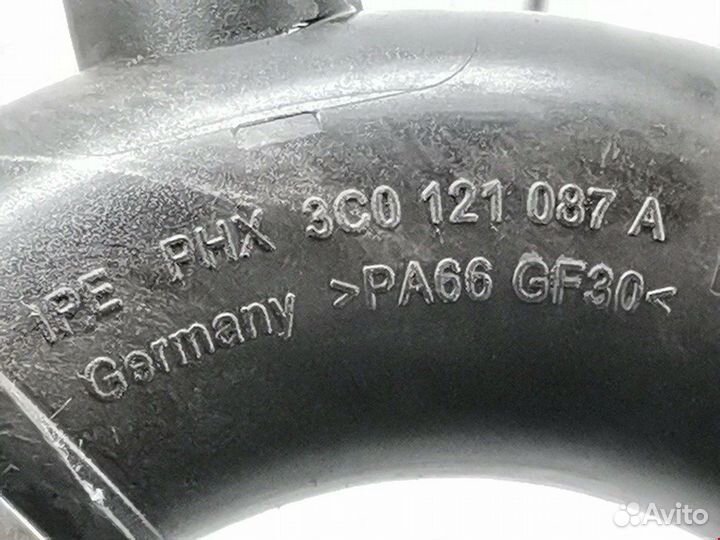 IPE PHX 3C0 121 087 A
Germany >PA66 GF30<
Avito